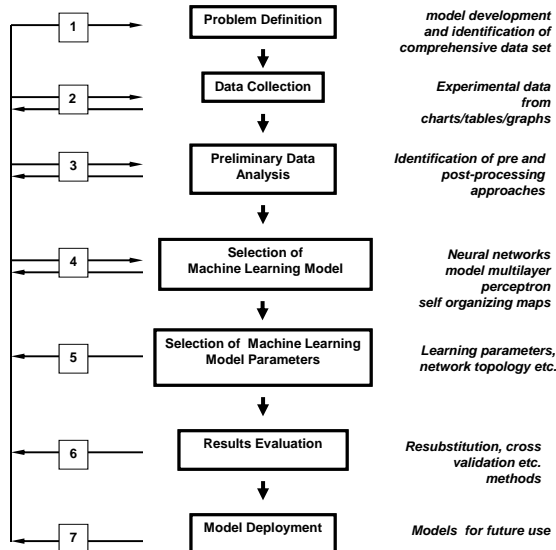 1
Problem Definition
model development
and identification of
comprehensive data set
2
Data Collection
Experimental data
from
charts/tables/graphs
3
Preliminary Data
Analysis
Identification of pre and
post-processing
approaches
4
Selection of
Machine Learning Model
Neural networks
model multilayer
perceptron
self organizing maps
5
Selection of Machine Learning
Model Parameters
Learning parameters,
network topology etc.
6
Results Evaluation
Resubstitution, cross
validation etc.
methods
7
Model Deployment
Models for future use